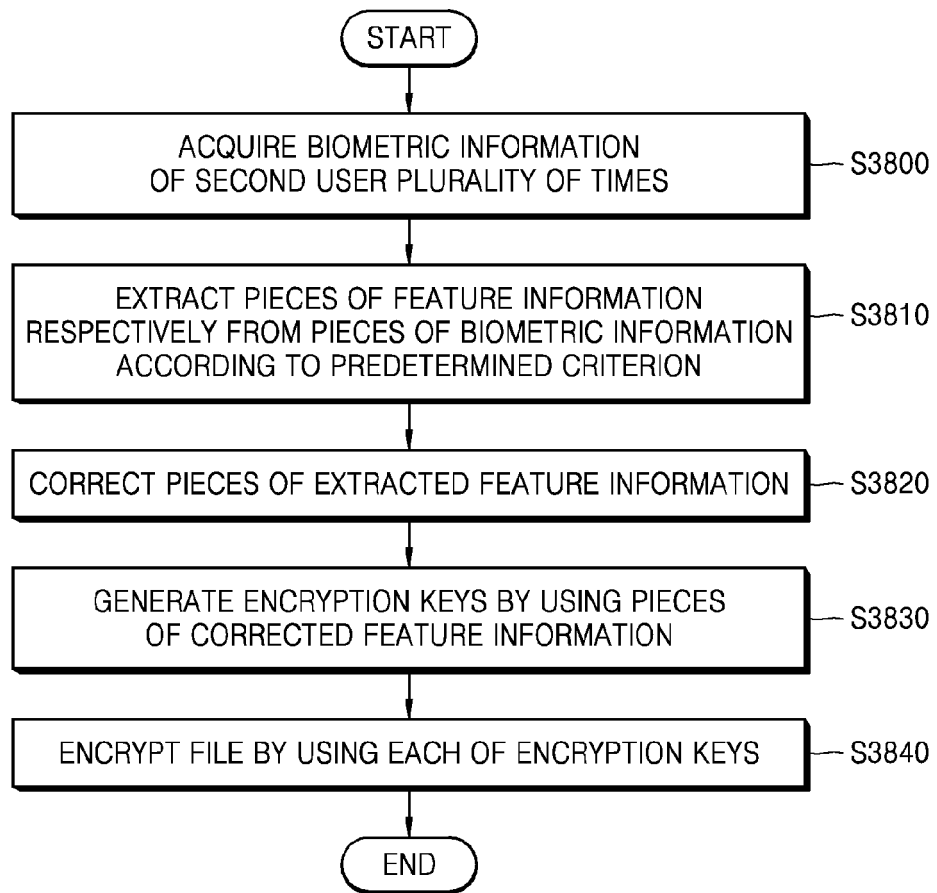 START
ACQUIRE BIOMETRIC INFORMATION
OF SECOND USER PLURALITY OF TIMES
S3800
EXTRACT PIECES OF FEATURE INFORMATION
RESPECTIVELY FROM PIECES OF BIOMETRIC INFORMATION
ACCORDING TO PREDETERMINED CRITERION
S3810
CORRECT PIECES OF EXTRACTED FEATURE INFORMATION
S3820
GENERATE ENCRYPTION KEYS BY USING PIECES
OF CORRECTED FEATURE INFORMATION
S3830
ENCRYPT FILE BY USING EACH OF ENCRYPTION KEYS
S3840
END